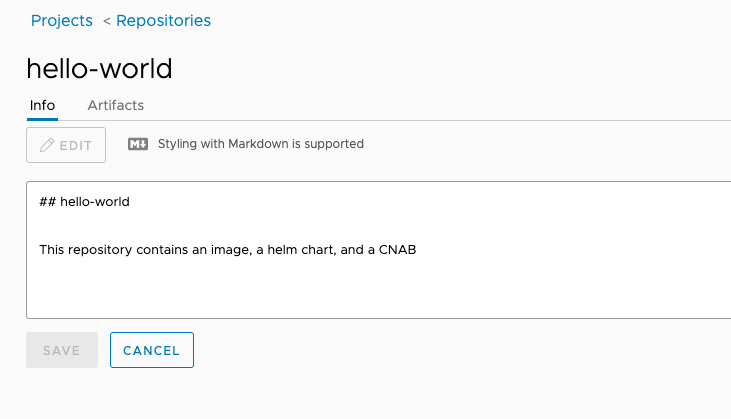 Projects < Repositories
hello-world
Info Artifacts
EDIT M↓ Styling with Markdown is supported
## hello-world
This repository contains an image, a helm chart, and a CNAB
SAVE CANCEL